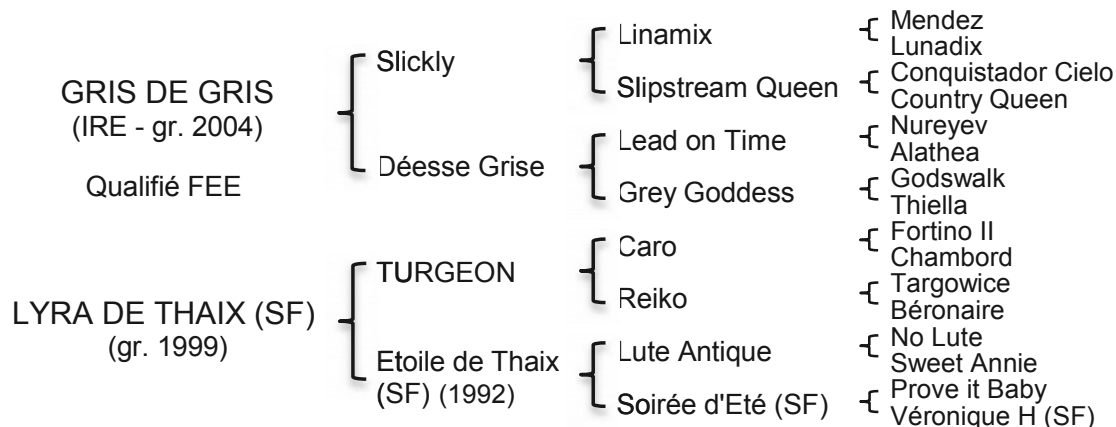 GRIS DE GRIS
(IRE - gr. 2004)
Qualifié FEE
LYRA DE THAIX (SF)
(gr. 1999)
Slickly
Déesse Grise
TURGEON
Etoile de Thaix
(SF) (1992)
Linamix
Slipstream Queen
Lead on Time
Grey Goddess
Caro
Reiko
Lute Antique
Soirée d'Eté (SF)
Mendez
Lunadix
Conquistador Cielo
Country Queen
Nureyev
Alathea
Godswalk
Thiella
Fortino II
Chambord
Targowice
Béronaire
No Lute
Sweet Annie
Prove it Baby
Véronique H (SF)